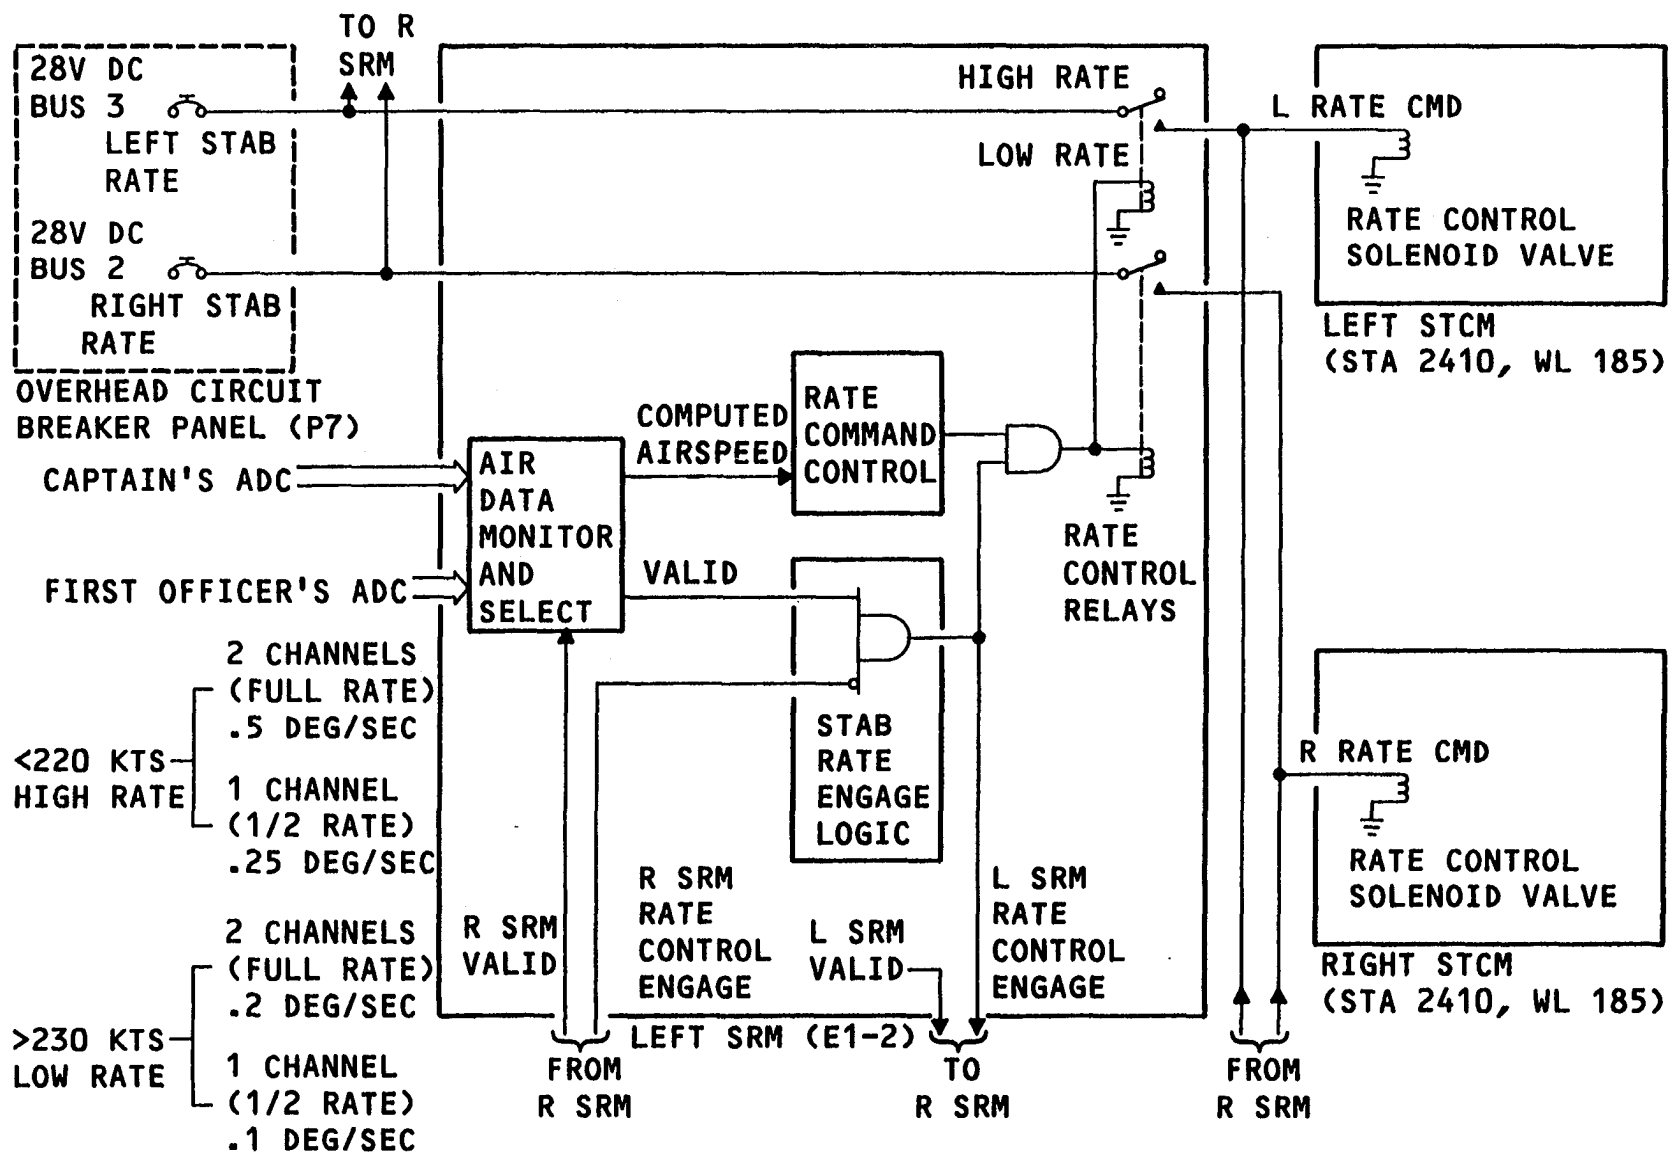 TO R
SRM
28V DC
BUS 3
LEFT STAB
RATE
28V DC
BUS 2
RIGHT STAB
RATE
OVERHEAD CIRCUIT
BREAKER PANEL (P7)
HIGH RATE
LOW RATE
L RATE CMD
RATE CONTROL
SOLENOID VALVE
LEFT STCM
(STA 2410, WL 185)
CAPTAIN'S ADC
FIRST OFFICER'S ADC
AIR
DATA
MONITOR
AND
SELECT
COMPUTED
AIRSPEED
RATE
COMMAND
CONTROL
VALID
RATE
CONTROL
RELAYS
STAB
RATE
ENGAGE
LOGIC
<220 KTS
HIGH RATE
2 CHANNELS
(FULL RATE)
.5 DEG/SEC
1 CHANNEL
(1/2 RATE)
.25 DEG/SEC
>230 KTS
LOW RATE
2 CHANNELS
(FULL RATE)
.2 DEG/SEC
1 CHANNEL
(1/2 RATE)
.1 DEG/SEC
R SRM
VALID
R SRM
RATE
CONTROL
ENGAGE
L SRM
VALID
L SRM
RATE
CONTROL
ENGAGE
LEFT SRM (E1-2)
FROM
R SRM
TO
R SRM
FROM
R SRM
R RATE CMD
RATE CONTROL
SOLENOID VALVE
RIGHT STCM
(STA 2410, WL 185)